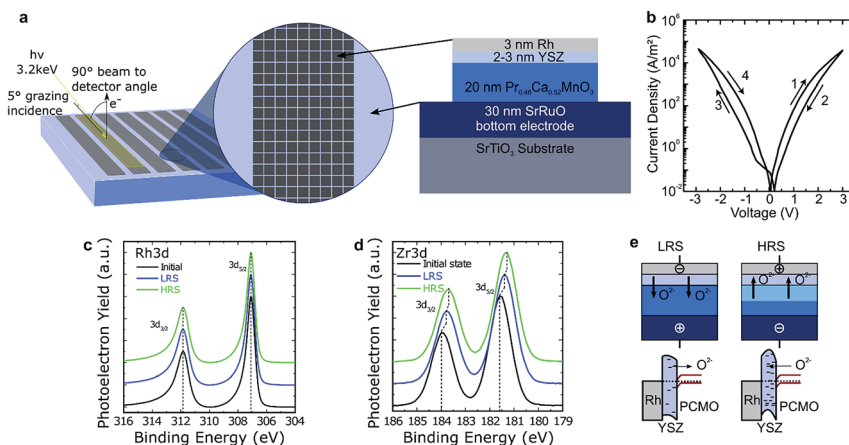 a
hv
3.2keV
90° beam to
detector angle
5° grazing
incidence
e⁻
3 nm Rh
2-3 nm YSZ
20 nm Pr₀.₄₈Ca₀.₅₂MnO₃
30 nm SrRuO
bottom electrode
SrTiO₃ Substrate
b
Current Density (A/m²)
10⁶
10⁴
10²
10⁰
10⁻²
4
3
1
2
-3 -2 -1 0 1 2 3
Voltage (V)
c
Photoelectron Yield (a.u.)
Rh3d
Initial
LRS
HRS
3d₅/₂
3d₃/₂
316 314 312 310 308 306 304
Binding Energy (eV)
d
Photoelectron Yield (a.u.)
Zr3d
Initial state
LRS
HRS
3d₅/₂
3d₃/₂
186 185 184 183 182 181 180 179
Binding Energy (eV)
e
LRS HRS
⊖ ⊕
O²⁻ O²⁻ O²⁻ O²⁻
⊕ ⊖
O²⁻ O²⁻
Rh PCMO Rh PCMO
YSZ YSZ